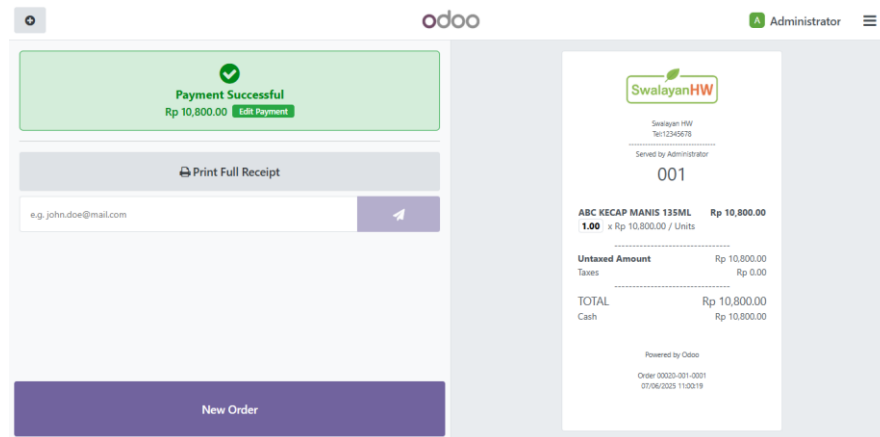 odoo
A Administrator
Payment Successful
Rp 10,800.00 Edit Payment
Print Full Receipt
e.g. john.doe@mail.com
New Order
SwalayanHW
Swalayan HW
Tel:12345678
--------------------------------
Served by Administrator
001
ABC KECAP MANIS 135ML Rp 10,800.00
1.00 x Rp 10,800.00 / Units
--------------------------------
Untaxed Amount Rp 10,800.00
Taxes Rp 0.00
--------------------------------
TOTAL Rp 10,800.00
Cash Rp 10,800.00
Powered by Odoo
Order 00020-001-0001
07/06/2025 11:00:19